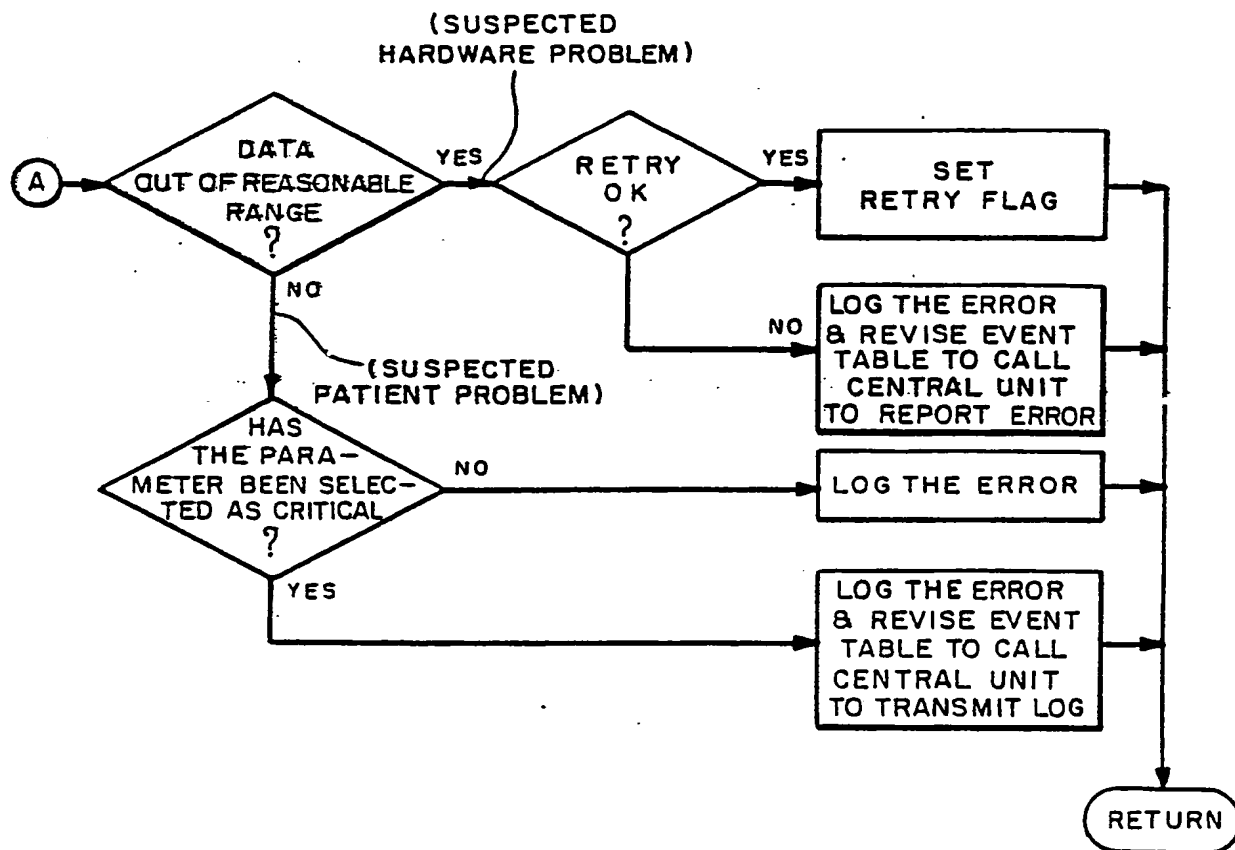 (SUSPECTED
HARDWARE PROBLEM)
A
DATA
OUT OF REASONABLE
RANGE
?
YES
RETRY
OK
?
YES
SET
RETRY FLAG
NO
(SUSPECTED
PATIENT PROBLEM)
NO
LOG THE ERROR
& REVISE EVENT
TABLE TO CALL
CENTRAL UNIT
TO REPORT ERROR
HAS
THE PARA-
METER BEEN SELEC-
TED AS CRITICAL
?
NO
LOG THE ERROR
YES
LOG THE ERROR
& REVISE EVENT
TABLE TO CALL
CENTRAL UNIT
TO TRANSMIT LOG
RETURN